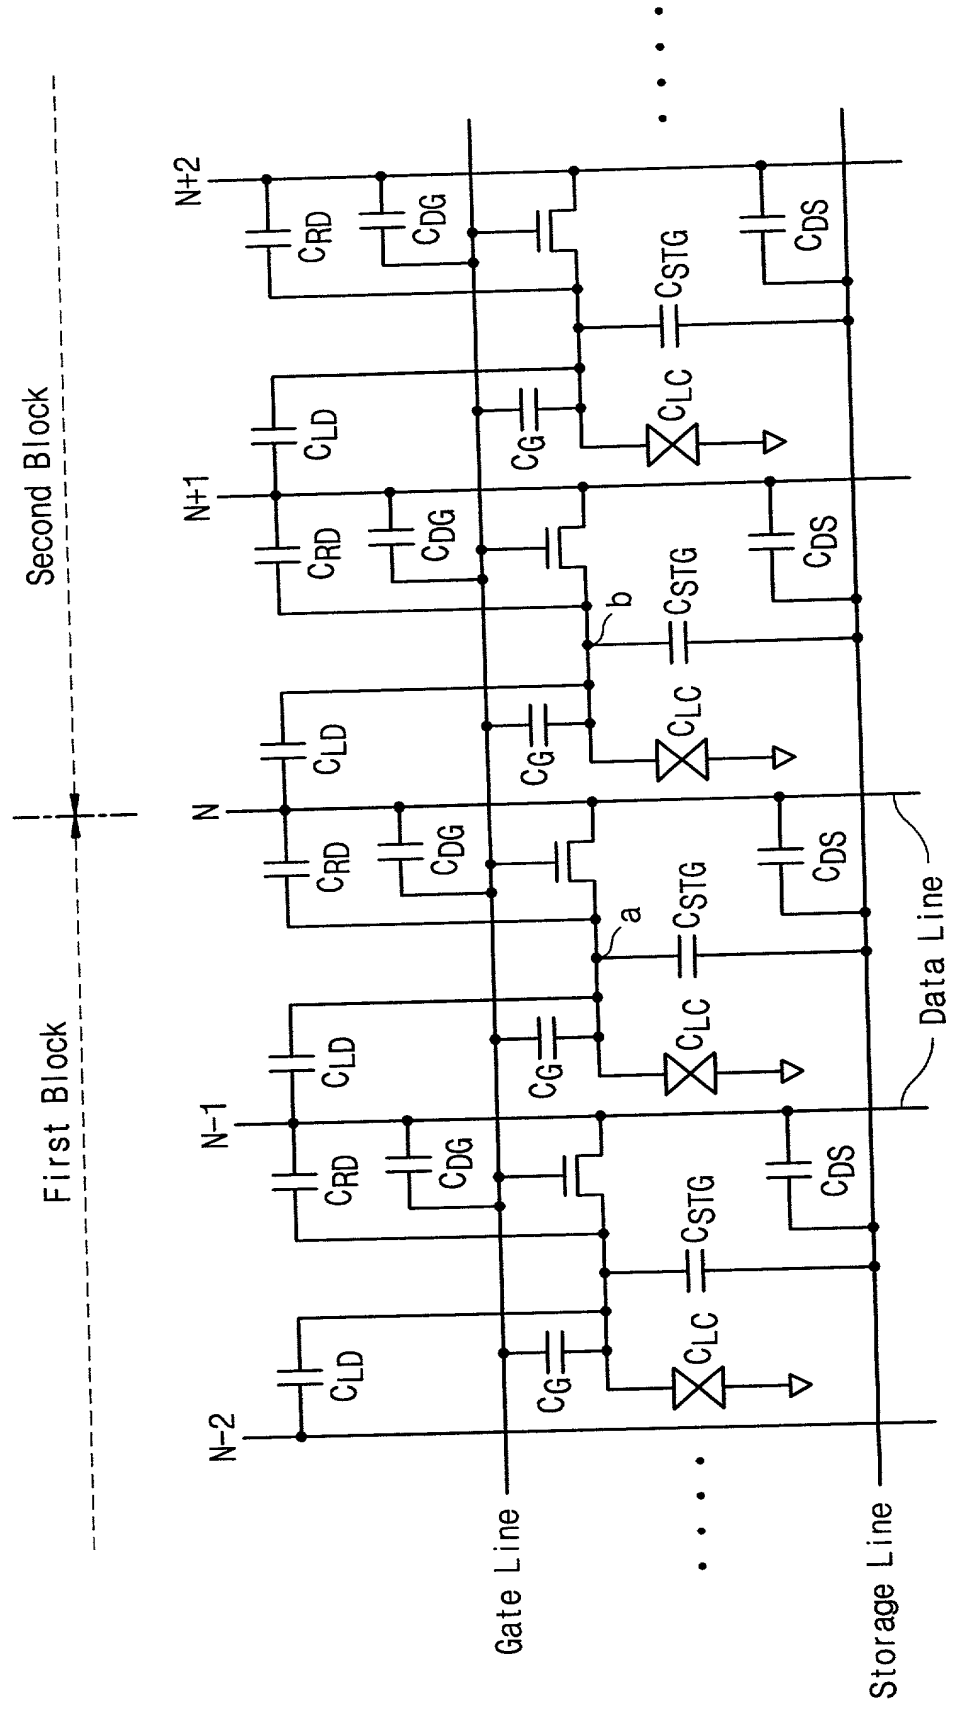 First Block Second Block
N-2 N-1 N N+1 N+2
CLD CRD CLD CRD CLD CRD CLD CRD
CDG CDG CDG CDG
Gate Line
CG CG CG CG
a b
CLC CSTG CLC CSTG CLC CSTG CLC CSTG
CDS CDS CDS CDS
Storage Line
Data Line